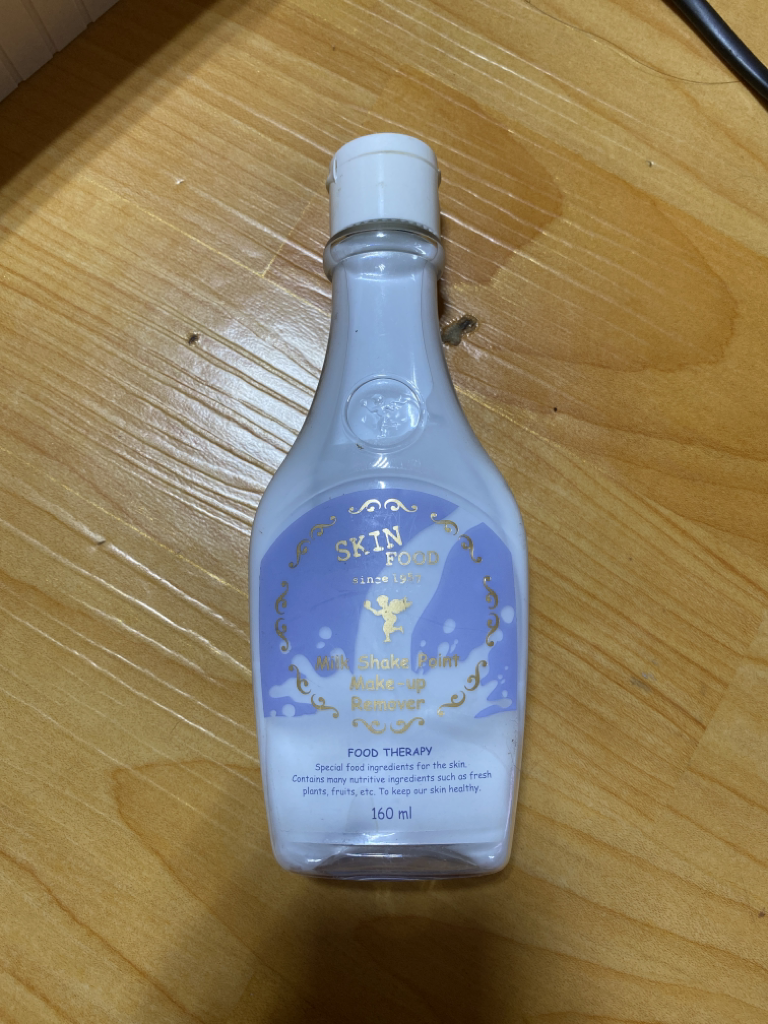 SKIN
FOOD
since 1957
Milk Shake Point
Make-up
Remover
FOOD THERAPY
Special food ingredients for the skin.
Contains many nutritive ingredients such as fresh
plants, fruits, etc. To keep our skin healthy.
160 ml